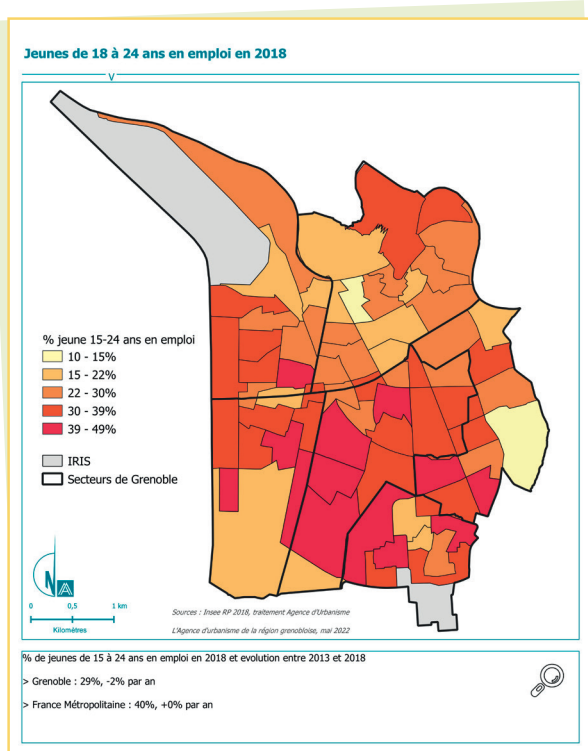 Jeunes de 18 à 24 ans en emploi en 2018
% jeune 15-24 ans en emploi
10 - 15%
15 - 22%
22 - 30%
30 - 39%
39 - 49%
IRIS
Secteurs de Grenoble
N
0 0,5 1 km
Kilomètres
Sources : Insee RP 2018, traitement Agence d'Urbanisme
L'Agence d'urbanisme de la région grenobloise, mai 2022
% de jeunes de 15 à 24 ans en emploi en 2018 et evolution entre 2013 et 2018
> Grenoble : 29%, -2% par an
> France Métropolitaine : 40%, +0% par an